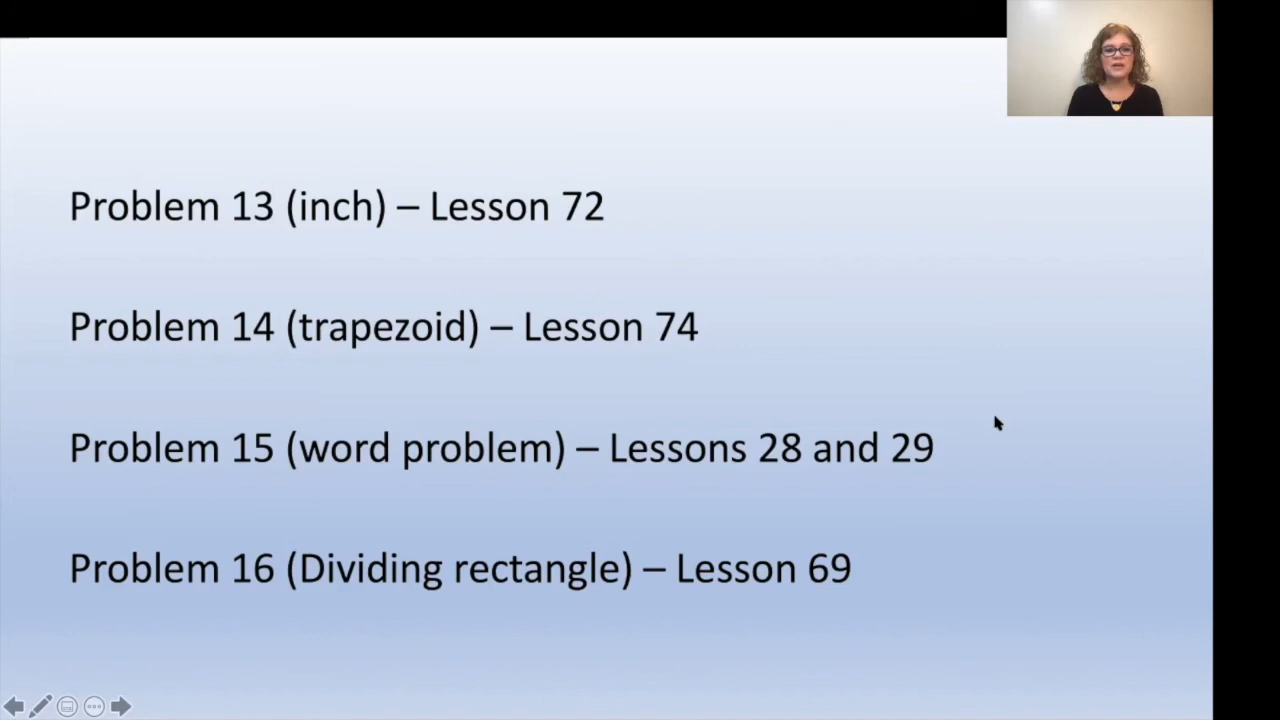 Problem 13 (inch) – Lesson 72
Problem 14 (trapezoid) – Lesson 74
Problem 15 (word problem) – Lessons 28 and 29
Problem 16 (Dividing rectangle) – Lesson 69